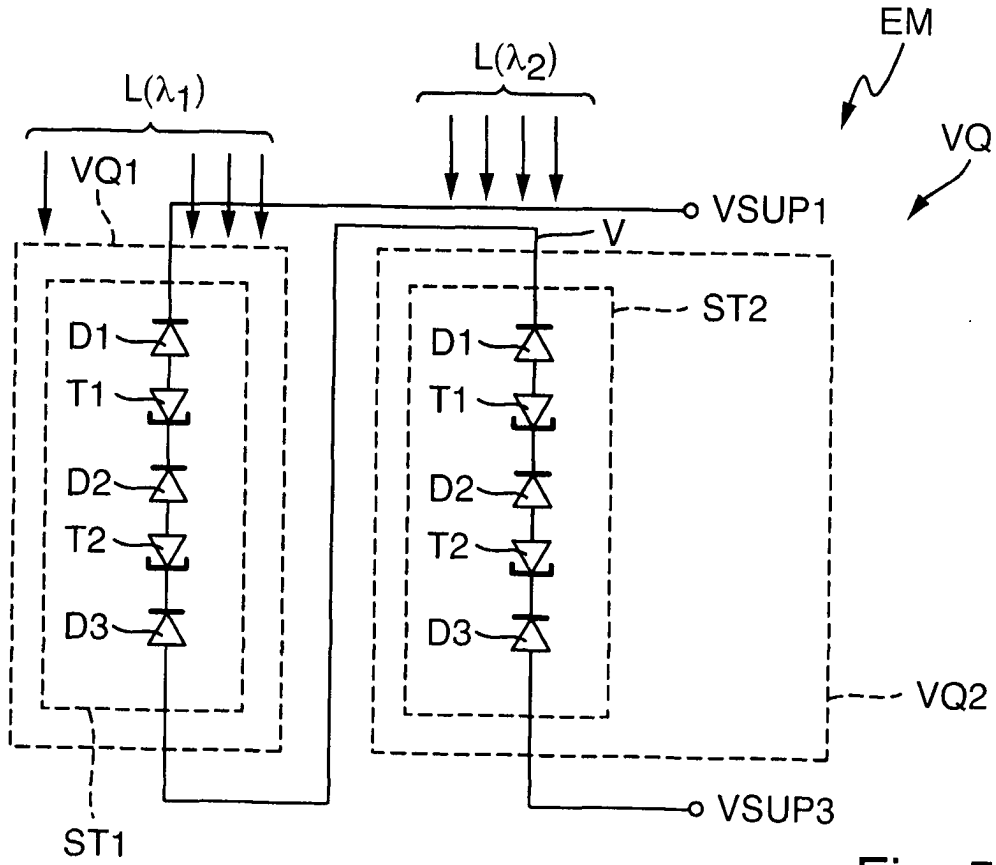 EM
L(λ2)
L(λ1)
VQ
VQ1
VSUP1
V
ST2
D1
D1
T1
T1
D2
D2
T2
T2
D3
D3
VQ2
VSUP3
ST1